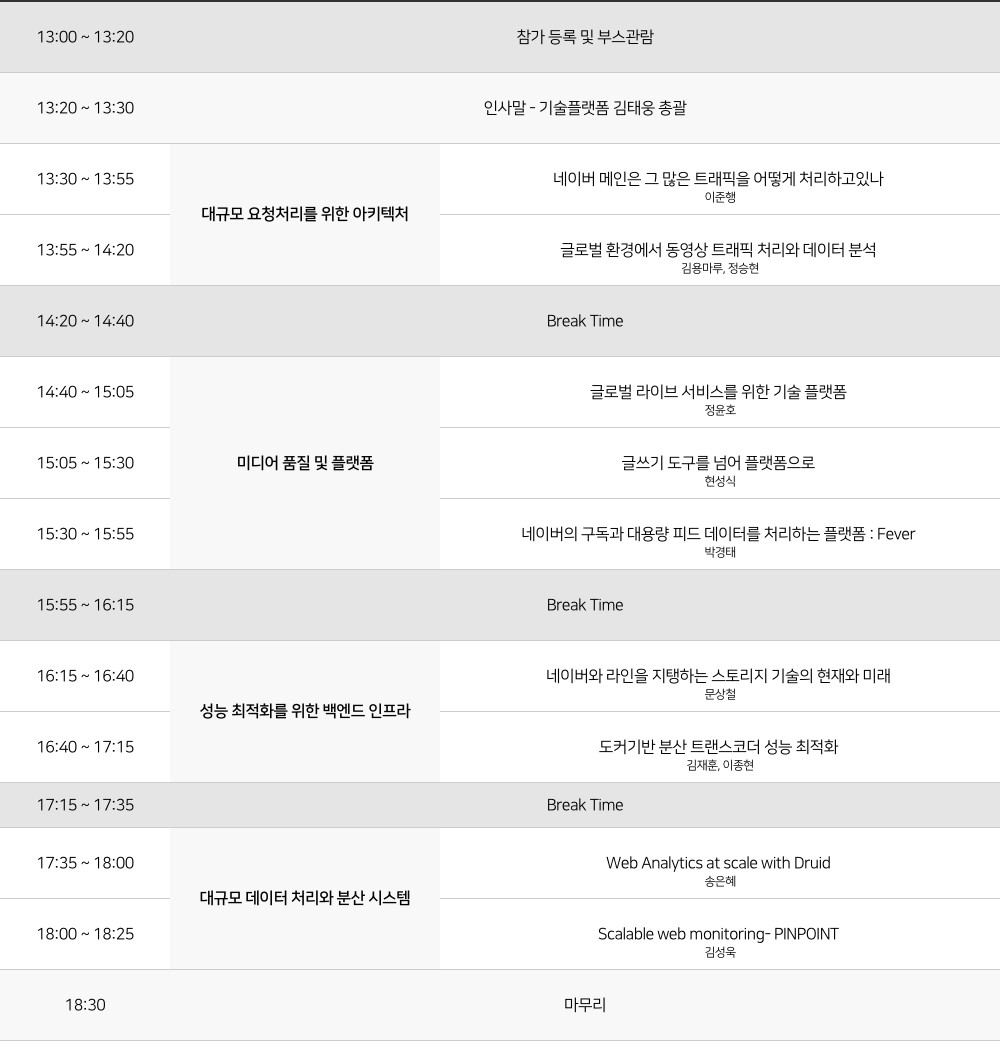 13:00 ~ 13:20 참가 등록 및 부스관람
13:20 ~ 13:30 인사말 - 기술플랫폼 김태웅 총괄
대규모 요청처리를 위한 아키텍처
13:30 ~ 13:55 네이버 메인은 그 많은 트래픽을 어떻게 처리하고있나
이준행
13:55 ~ 14:20 글로벌 환경에서 동영상 트래픽 처리와 데이터 분석
김용마루, 정승현
14:20 ~ 14:40 Break Time
미디어 품질 및 플랫폼
14:40 ~ 15:05 글로벌 라이브 서비스를 위한 기술 플랫폼
정윤호
15:05 ~ 15:30 글쓰기 도구를 넘어 플랫폼으로
현성식
15:30 ~ 15:55 네이버의 구독과 대용량 피드 데이터를 처리하는 플랫폼 : Fever
박경태
15:55 ~ 16:15 Break Time
성능 최적화를 위한 백엔드 인프라
16:15 ~ 16:40 네이버와 라인을 지탱하는 스토리지 기술의 현재와 미래
문상철
16:40 ~ 17:15 도커기반 분산 트랜스코더 성능 최적화
김재훈, 이종현
17:15 ~ 17:35 Break Time
대규모 데이터 처리와 분산 시스템
17:35 ~ 18:00 Web Analytics at scale with Druid
송은혜
18:00 ~ 18:25 Scalable web monitoring- PINPOINT
김성욱
18:30 마무리